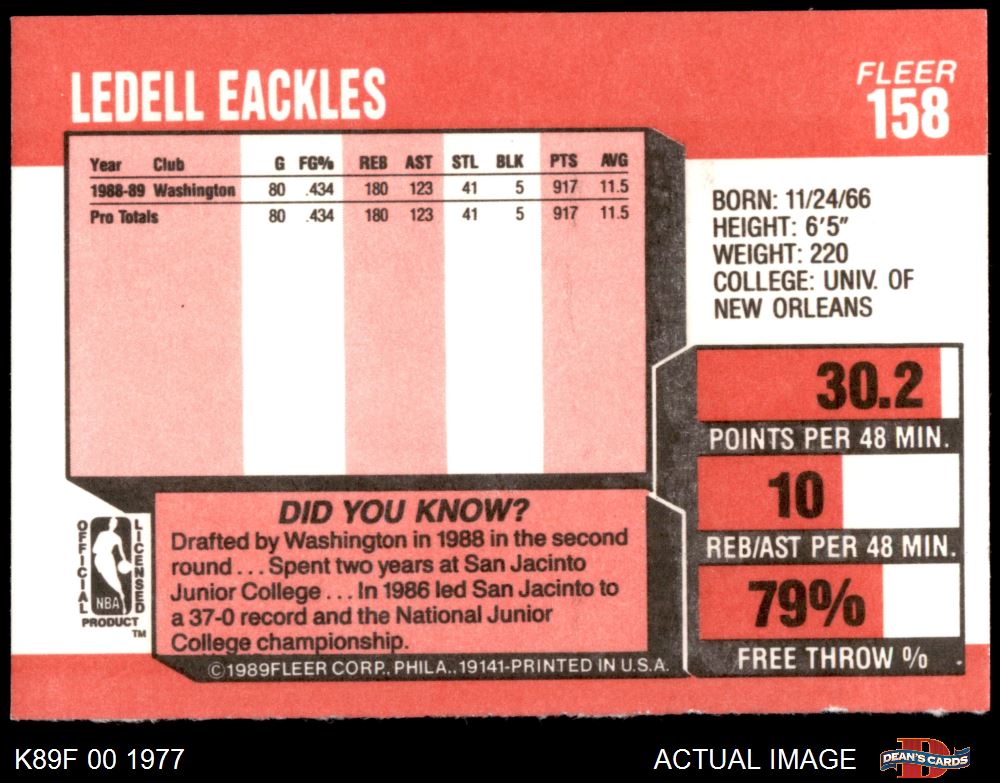 LEDELL EACKLES
FLEER
158
Year Club G FG% REB AST STL BLK PTS AVG
1988-89 Washington 80 .434 180 123 41 5 917 11.5
Pro Totals 80 .434 180 123 41 5 917 11.5
BORN: 11/24/66
HEIGHT: 6'5"
WEIGHT: 220
COLLEGE: UNIV. OF
NEW ORLEANS
30.2
POINTS PER 48 MIN.
10
REB/AST PER 48 MIN.
79%
FREE THROW %
DID YOU KNOW?
Drafted by Washington in 1988 in the second
round . . . Spent two years at San Jacinto
Junior College . . . In 1986 led San Jacinto to
a 37-0 record and the National Junior
College championship.
OFFICIAL
LICENSED
NBA
PRODUCT
TM
©1989FLEER CORP., PHILA., 19141-PRINTED IN U.S.A.
K89F 00 1977
ACTUAL IMAGE
DEAN'S CARDS